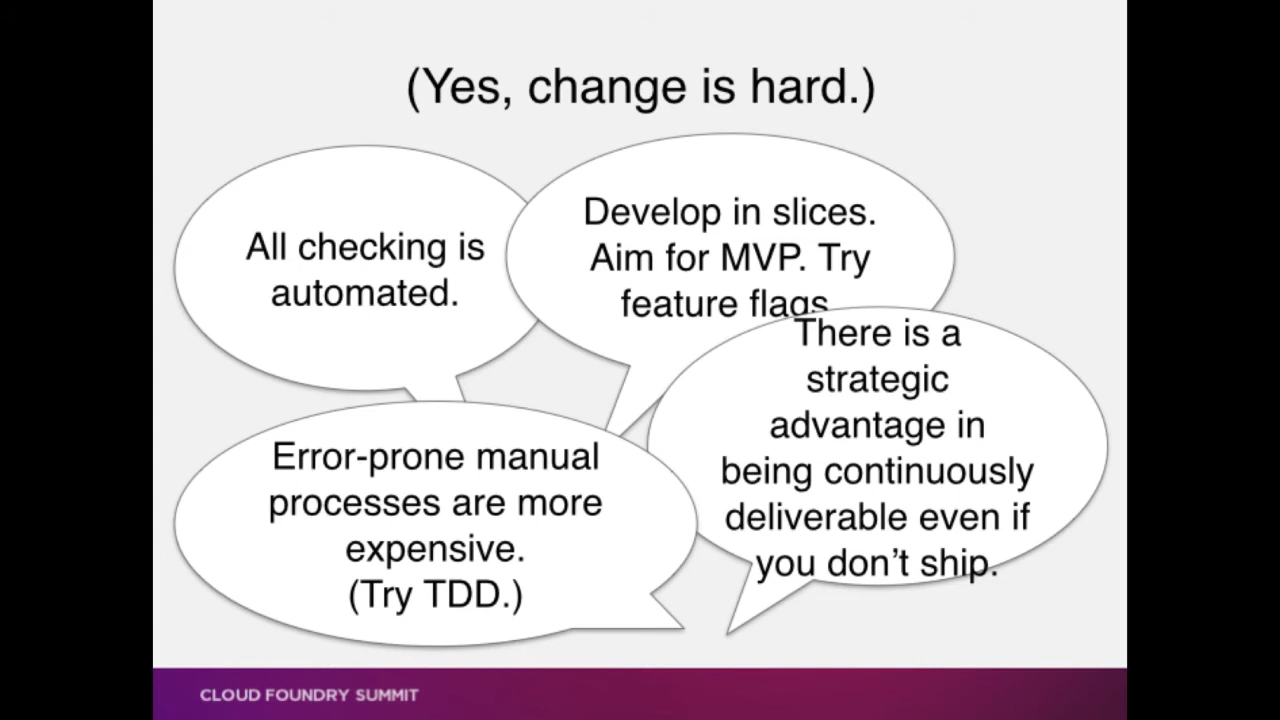 (Yes, change is hard.)
All checking is
automated.
Develop in slices.
Aim for MVP. Try
feature flags.
Error-prone manual
processes are more
expensive.
(Try TDD.)
There is a
strategic
advantage in
being continuously
deliverable even if
you don’t ship.
CLOUD FOUNDRY SUMMIT